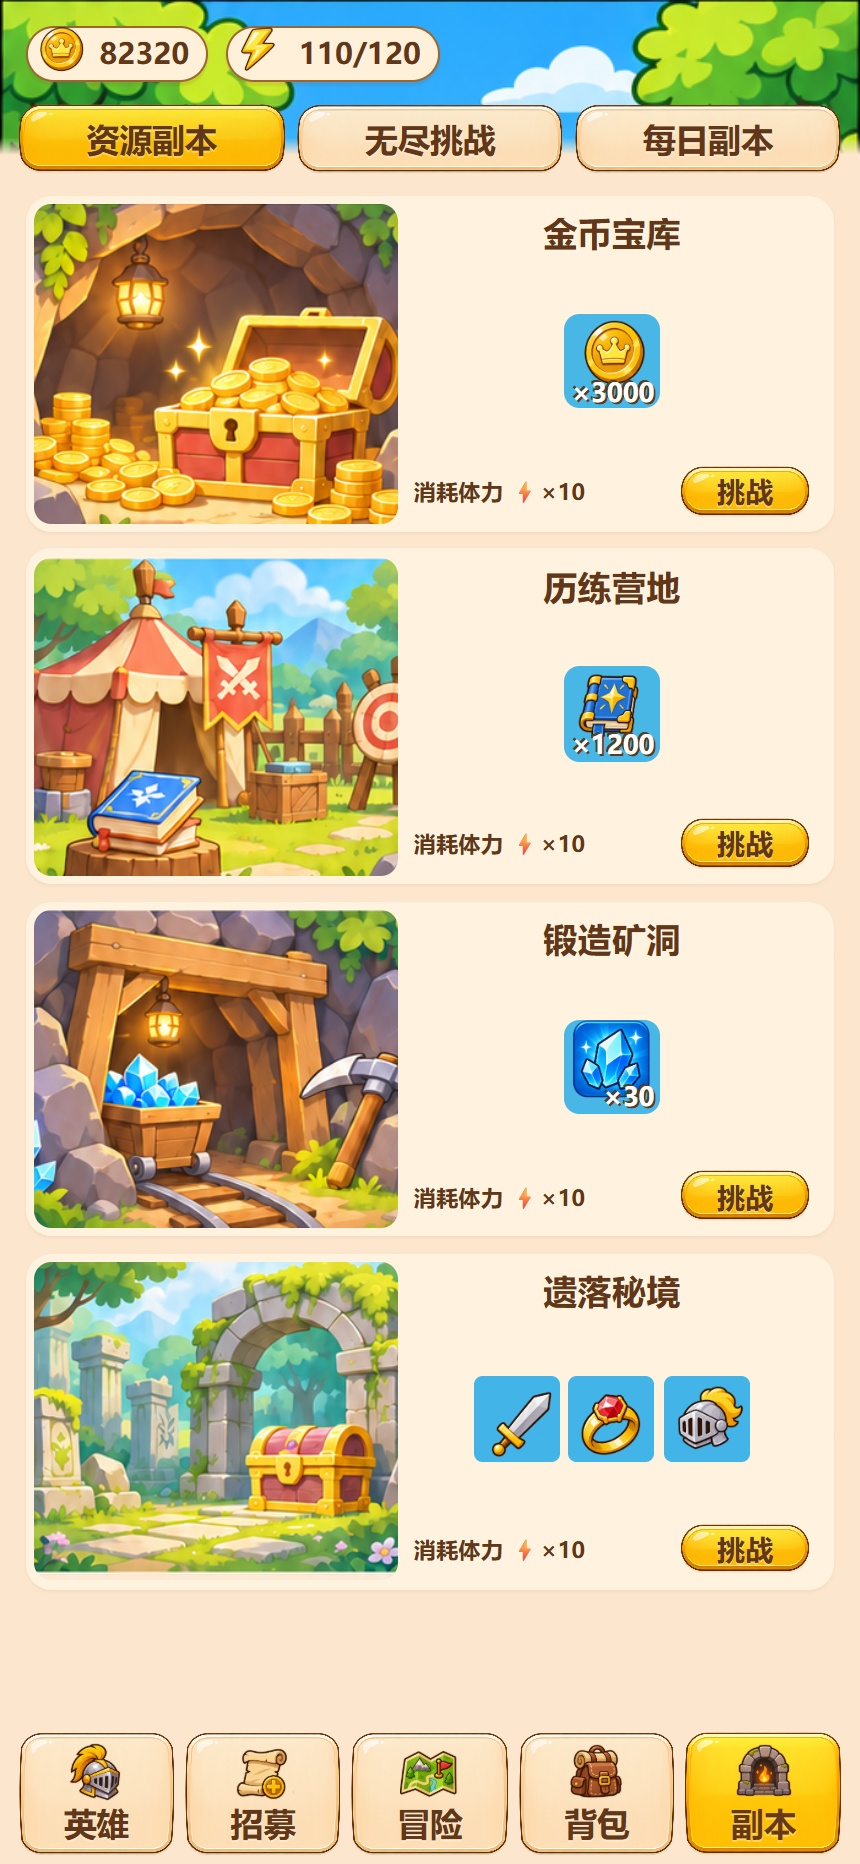 82320 110/120
资源副本 无尽挑战 每日副本
金币宝库
×3000
消耗体力 ×10 挑战
历练营地
×1200
消耗体力 ×10 挑战
锻造矿洞
×30
消耗体力 ×10 挑战
遗落秘境
消耗体力 ×10 挑战
英雄 招募 冒险 背包 副本